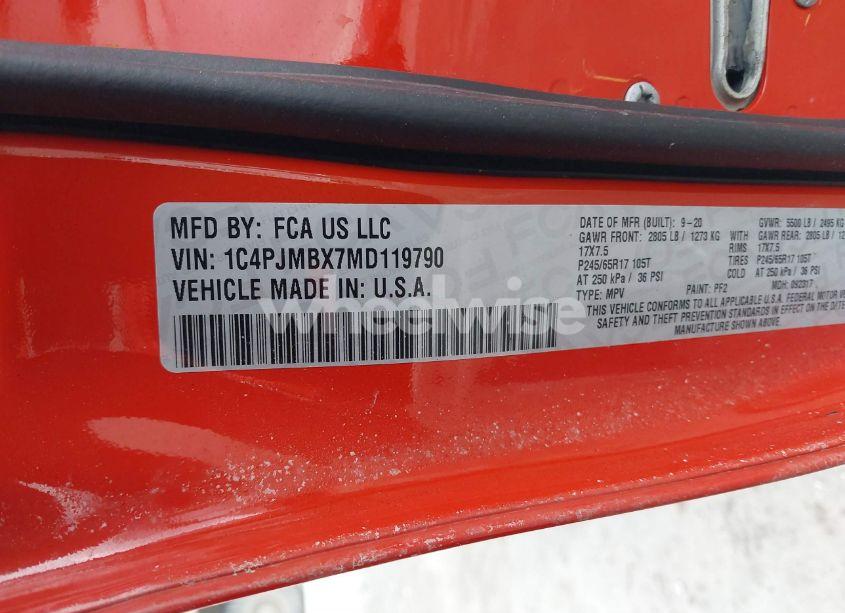 MFD BY: FCA US LLC
VIN: 1C4PJMBX7MD119790
VEHICLE MADE IN: U.S.A.
DATE OF MFR (BUILT): 9-20
GVWR: 5500 LB / 2495 KG
GAWR FRONT: 2805 LB / 1273 KG WITH GAWR REAR: 2805 LB /
17X7.5 RIMS 17X7.5
P245/65R17 105T TIRES P245/65R17 105T
AT 250 kPa / 36 PSI COLD AT 250 kPa / 36 PSI
TYPE: MPV PAINT: PF2 MDH: 092317
THIS VEHICLE CONFORMS TO ALL APPLICABLE U.S.A. FEDERAL MOTOR
SAFETY AND THEFT PREVENTION STANDARDS IN EFFECT ON THE
MANUFACTURE SHOWN ABOVE.
wheelwise